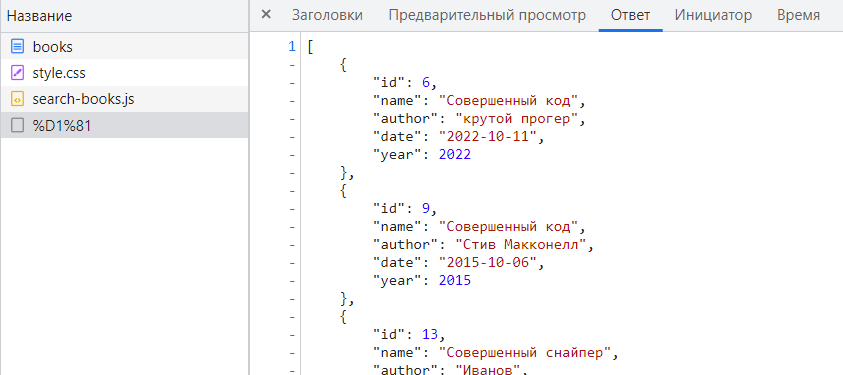 Название
books
style.css
search-books.js
%D1%81
× Заголовки Предварительный просмотр Ответ Инициатор Время
1 [
- {
- "id": 6,
- "name": "Совершенный код",
- "author": "крутой прогер",
- "date": "2022-10-11",
- "year": 2022
- },
- {
- "id": 9,
- "name": "Совершенный код",
- "author": "Стив Макконелл",
- "date": "2015-10-06",
- "year": 2015
- },
- {
- "id": 13,
- "name": "Совершенный снайпер",
- "author": "Иванов",